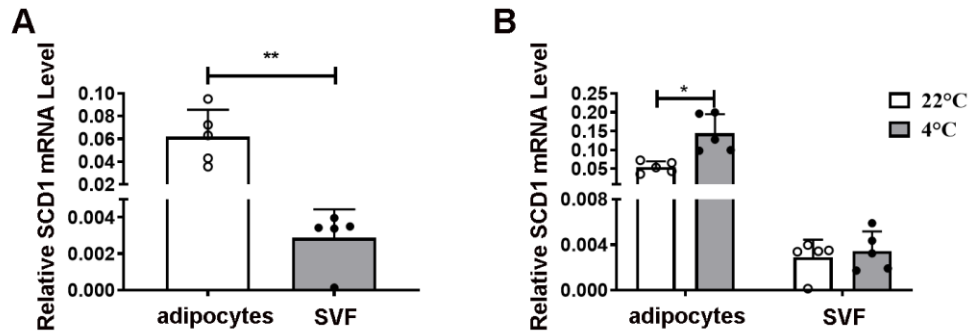 A
Relative SCD1 mRNA Level
**
0.10
0.08
0.06
0.04
0.02
0.004
0.002
0.000
adipocytes
SVF
B
Relative SCD1 mRNA Level
*
0.25
0.20
0.15
0.10
0.05
0.008
0.004
0.000
adipocytes
SVF
22°C
4°C